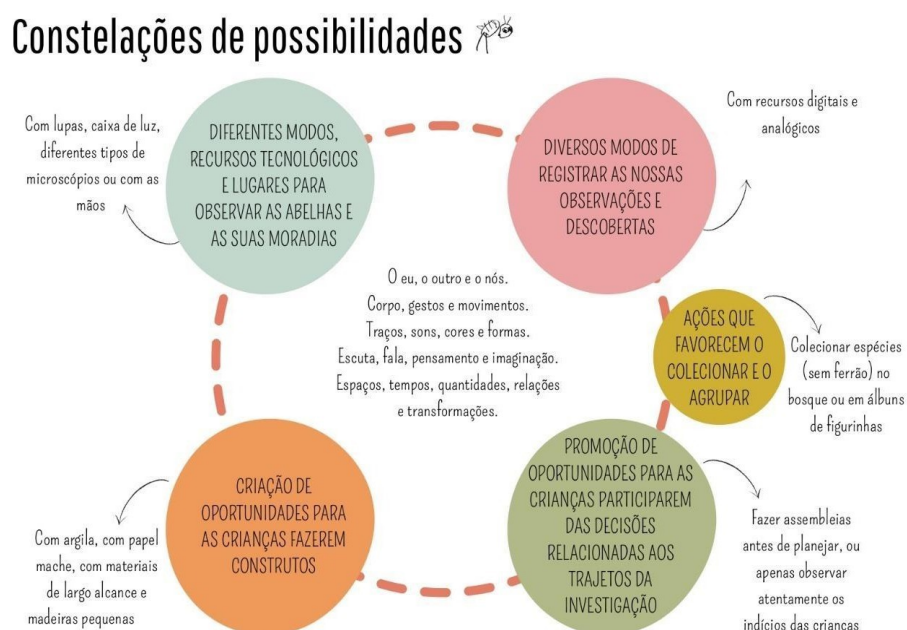 Constelações de possibilidades
Com lupas, caixa de luz,
diferentes tipos de
microscópios ou com as
mãos
DIFERENTES MODOS,
RECURSOS TECNOLÓGICOS
E LUGARES PARA
OBSERVAR AS ABELHAS E
AS SUAS MORADIAS
DIVERSOS MODOS DE
REGISTRAR AS NOSSAS
OBSERVAÇÕES E
DESCOBERTAS
Com recursos digitais e
analógicos
O eu, o outro e o nós.
Corpo, gestos e movimentos.
Traços, sons, cores e formas.
Escuta, fala, pensamento e imaginação.
Espaços, tempos, quantidades, relações
e transformações.
AÇÕES QUE
FAVORECEM O
COLECIONAR E O
AGRUPAR
Colecionar espécies
(sem ferrão) no
bosque ou em álbuns
de figurinhas
CRIAÇÃO DE
OPORTUNIDADES PARA
AS CRIANÇAS FAZEREM
CONSTRUTOS
Com argila, com papel
mache, com materiais
de largo alcance e
madeiras pequenas
PROMOÇÃO DE
OPORTUNIDADES PARA AS
CRIANÇAS PARTICIPAREM
DAS DECISÕES
RELACIONADAS AOS
TRAJETOS DA
INVESTIGAÇÃO
Fazer assembleias
antes de planejar, ou
apenas observar
atentamente os
indícios das crianças